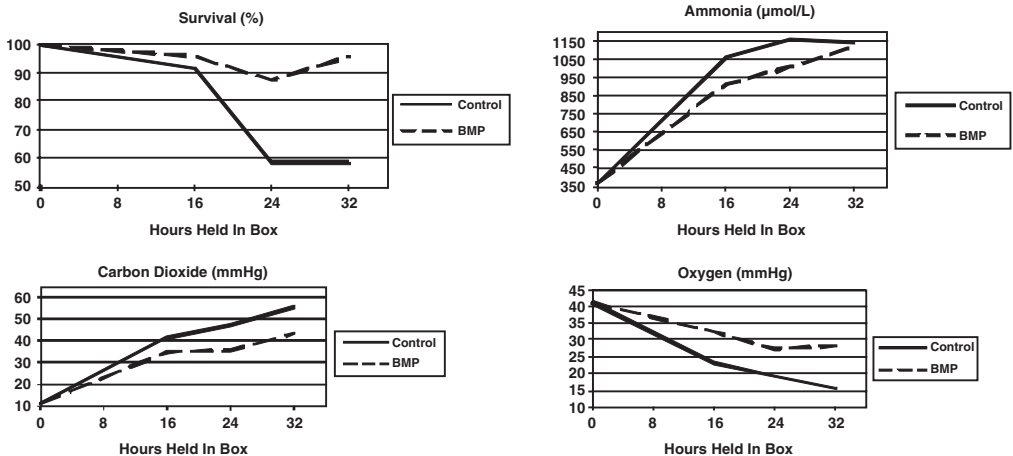 Survival (%)
100
90
80
70
60
50
0 8 16 24 32
Hours Held In Box
Control
BMP
Ammonia (µmol/L)
1150
1050
950
850
750
650
550
450
350
0 8 16 24 32
Hours Held In Box
Control
BMP
Carbon Dioxide (mmHg)
60
50
40
30
20
10
0 8 16 24 32
Hours Held In Box
Control
BMP
Oxygen (mmHg)
45
40
35
30
25
20
15
10
0 8 16 24 32
Hours Held In Box
Control
BMP